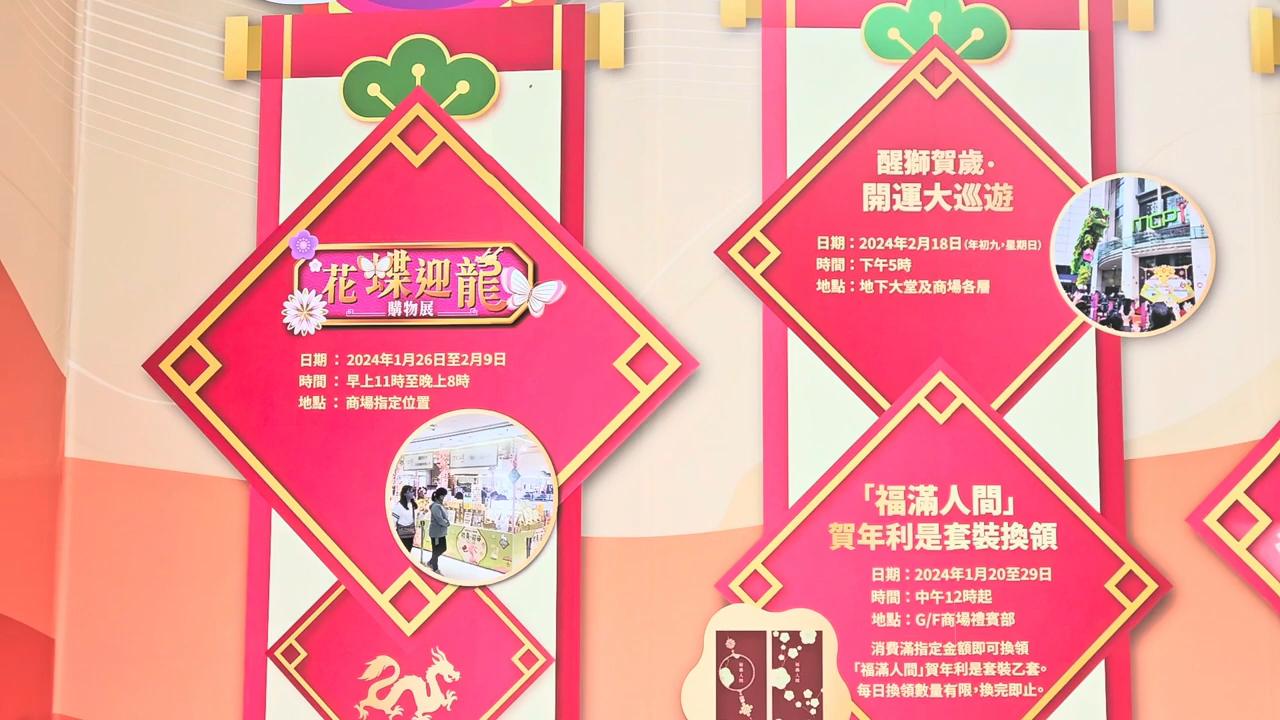 花蝶迎龍
購物展
日期：2024年1月26日至2月9日
時間：早上11時至晚上8時
地點：商場指定位置
醒獅賀歲·
開運大巡遊
日期：2024年2月18日(年初九，星期日)
時間：下午5時
地點：地下大堂及商場各層
MCP
「福滿人間」
賀年利是套裝換領
日期：2024年1月20至29日
時間：中午12時起
地點：G/F商場禮賓部
消費滿指定金額即可換領
「福滿人間」賀年利是套裝乙套。
每日換領數量有限，換完即止。